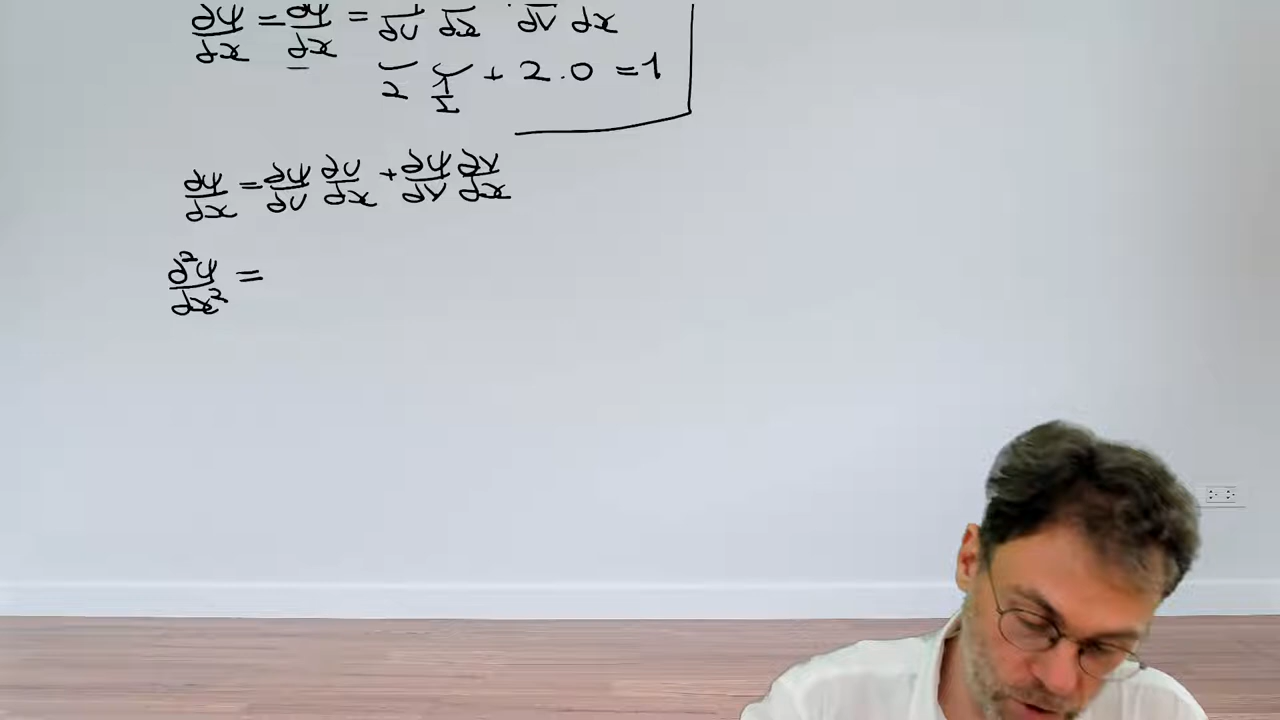 ∂ψ/∂x = ∂ψ/∂x = ∂U ∂x ∂V ∂x
2 1/2 + 2.0 = 1
∂ψ/∂x = ∂ψ/∂U ∂U/∂x + ∂ψ/∂V ∂V/∂x
∂²ψ/∂x² =